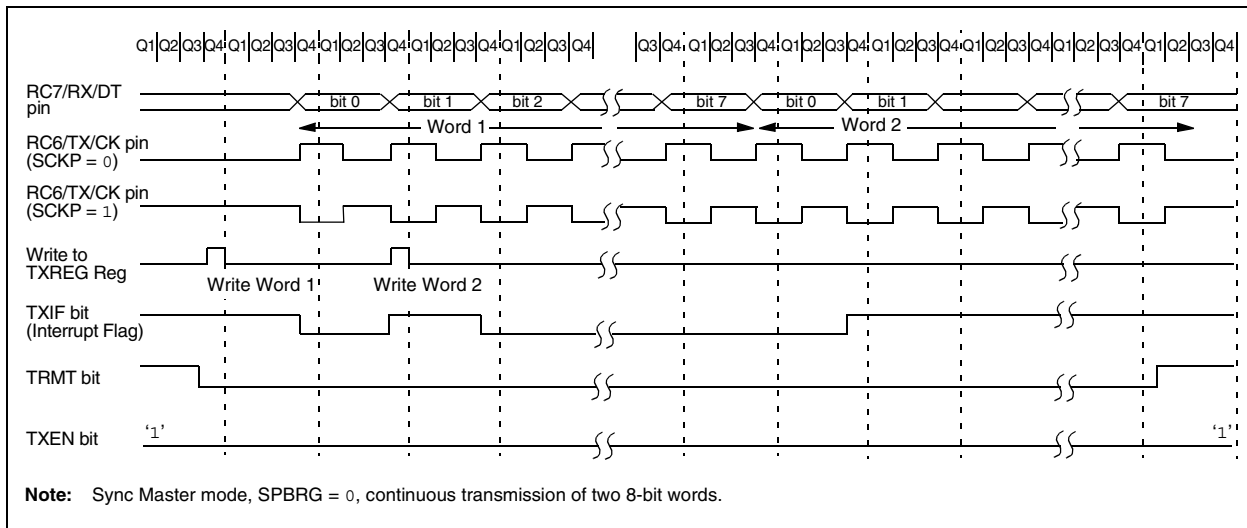 Q1|Q2|Q3|Q4|Q1|Q2|Q3|Q4|Q1|Q2|Q3|Q4|Q1|Q2|Q3|Q4|Q1|Q2|Q3|Q4 Q3|Q4|Q1|Q2|Q3|Q4|Q1|Q2|Q3|Q4|Q1|Q2|Q3|Q4|Q1|Q2|Q3|Q4|Q1|Q2|Q3|Q4|Q1|Q2|Q3|Q4
RC7/RX/DT
pin
bit 0 bit 1 bit 2 bit 7 bit 0 bit 1 bit 7
Word 1 Word 2
RC6/TX/CK pin
(SCKP = 0)
RC6/TX/CK pin
(SCKP = 1)
Write to
TXREG Reg
Write Word 1 Write Word 2
TXIF bit
(Interrupt Flag)
TRMT bit
TXEN bit
‘1’ ‘1’
Note: Sync Master mode, SPBRG = 0, continuous transmission of two 8-bit words.